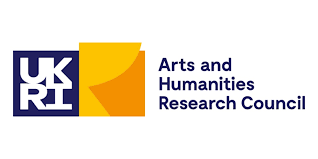 UK
RI
Arts and
Humanities
Research Council